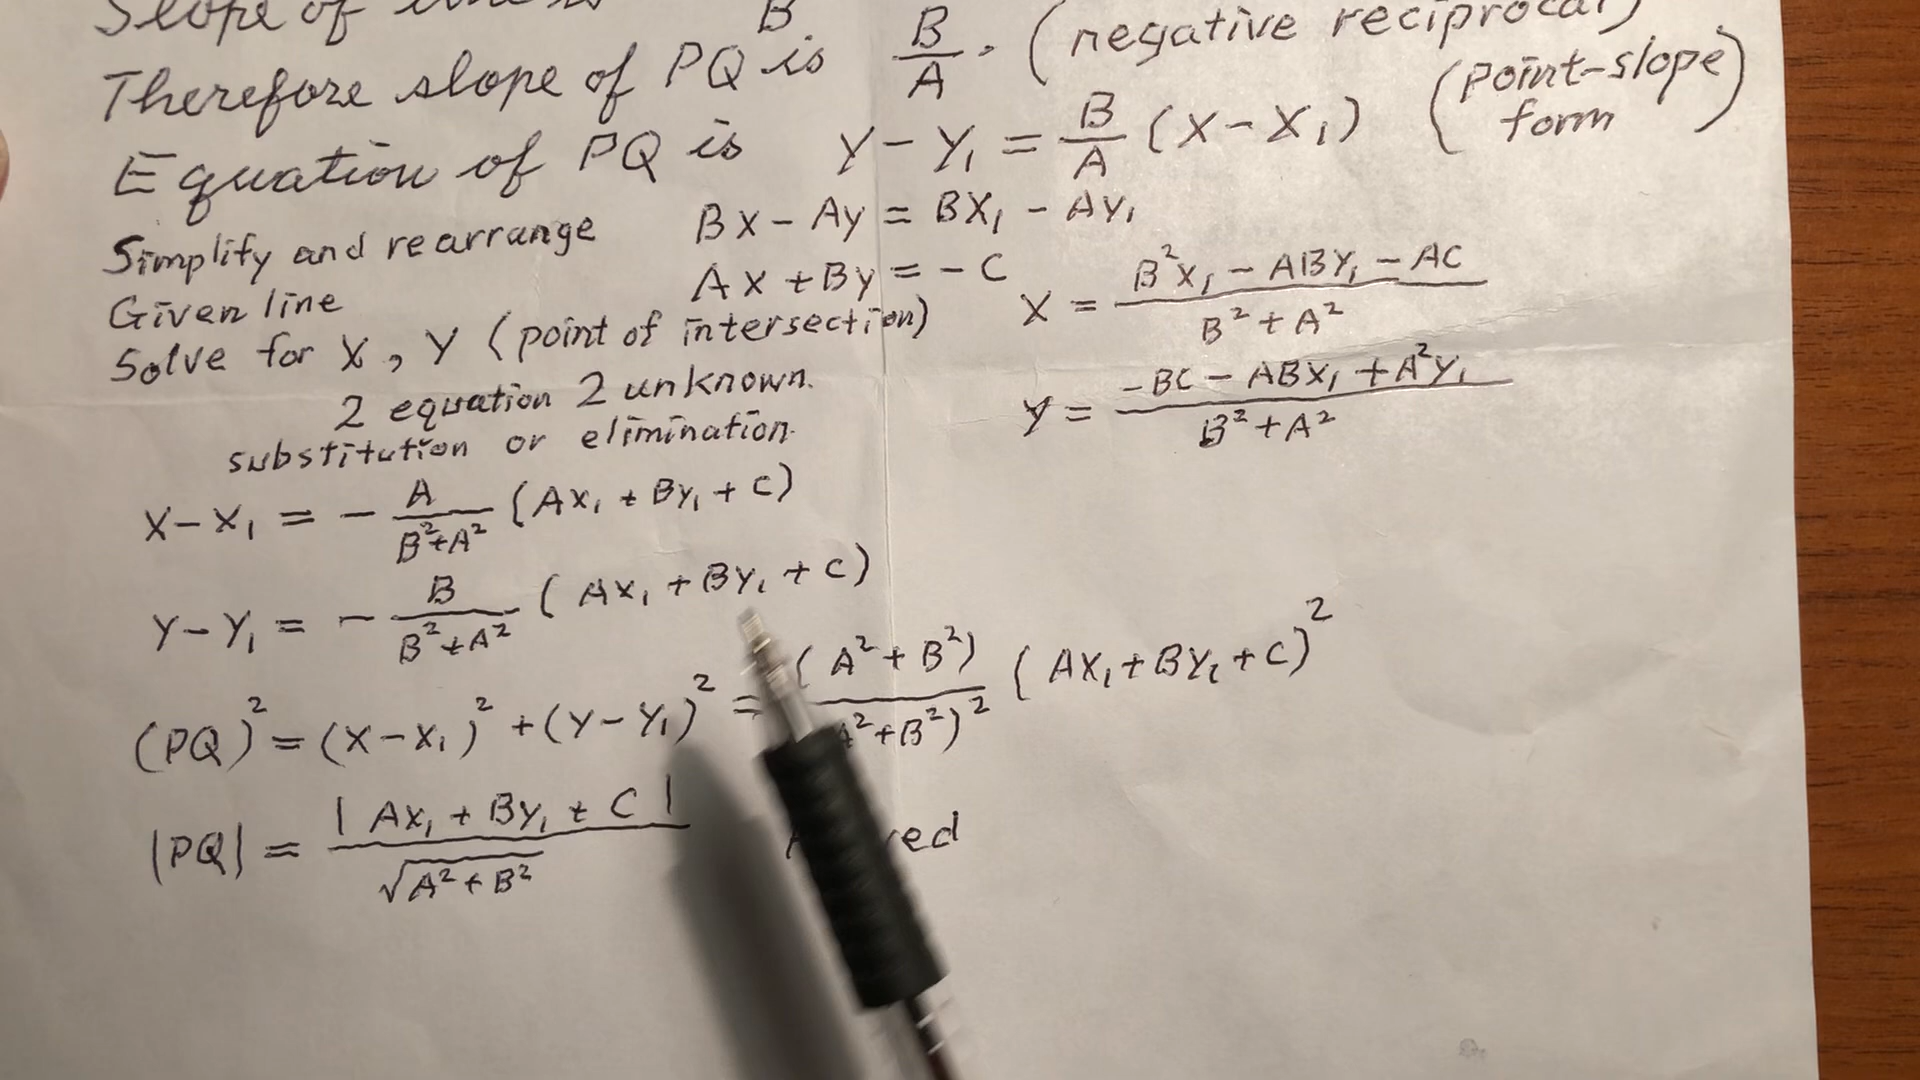 Slope of line is B
Therefore slope of PQ is B/A. (negative reciprocal)
Equation of PQ is Y - Y₁ = B/A (X - X₁) (point-slope form)
Simplify and rearrange BX - AY = BX₁ - AY₁
Given line AX + BY = - C
Solve for X, Y (point of intersection) X = (B²X₁ - ABY₁ - AC) / (B² + A²)
2 equation 2 unknown.
substitution or elimination. Y = (-BC - ABX₁ + A²Y₁) / (B² + A²)
X - X₁ = - A/(B² + A²) (AX₁ + BY₁ + C)
Y - Y₁ = - B/(B² + A²) (AX₁ + BY₁ + C)
(PQ)² = (X - X₁)² + (Y - Y₁)² = (A² + B²)/(A² + B²)² (AX₁ + BY₁ + C)²
|PQ| = |AX₁ + BY₁ + C| / √(A² + B²)